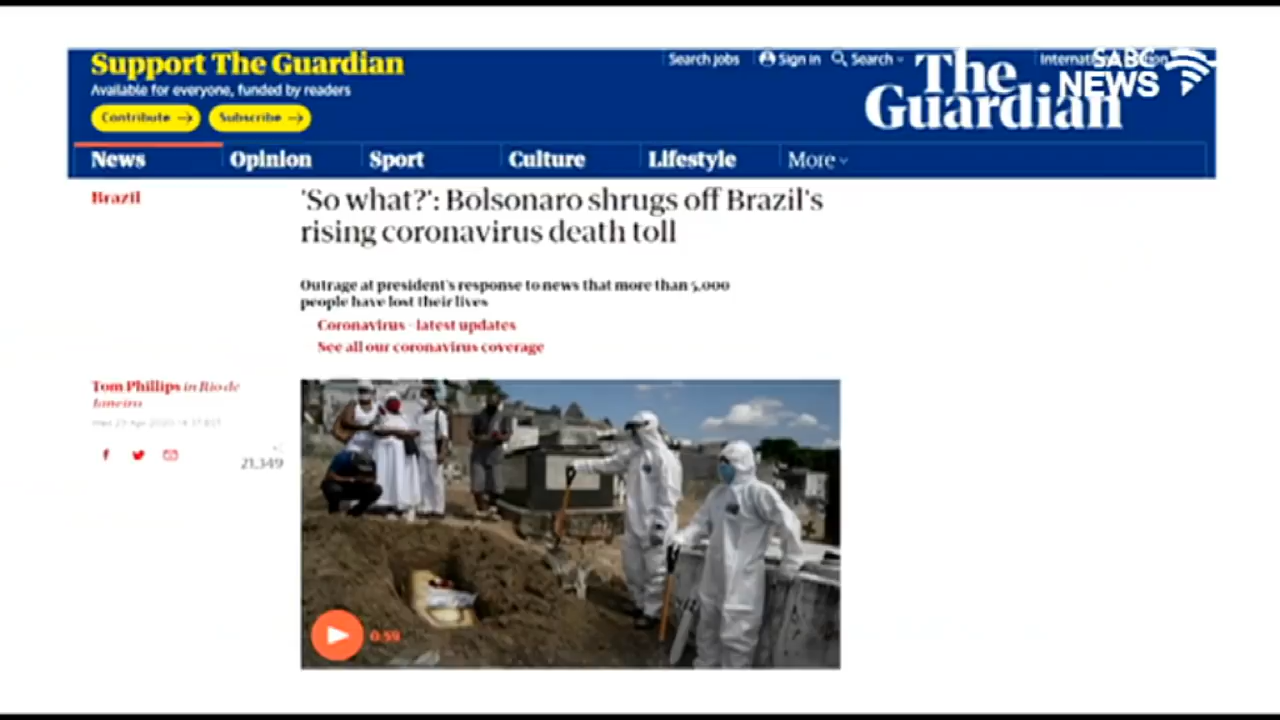 Support The Guardian
Available for everyone, funded by readers
Contribute →
Subscribe →
Search jobs
Sign in
Search
The
Guardian
SABC
NEWS
News
Opinion
Sport
Culture
Lifestyle
More
Brazil
'So what?': Bolsonaro shrugs off Brazil's
rising coronavirus death toll
Outrage at president's response to news that more than 5,000
people have lost their lives
Coronavirus - latest updates
See all our coronavirus coverage
Tom Phillips in Rio de
Janeiro
21,349
0:59